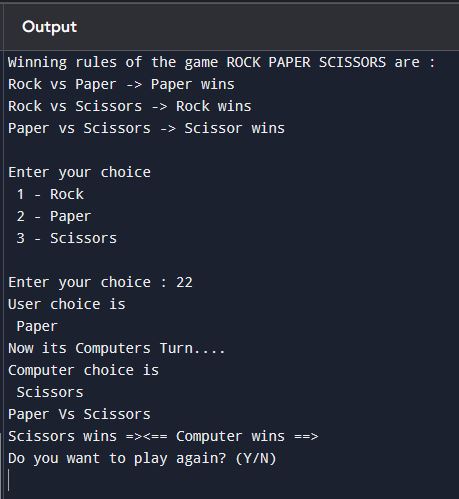 Output
Winning rules of the game ROCK PAPER SCISSORS are :
Rock vs Paper -> Paper wins
Rock vs Scissors -> Rock wins
Paper vs Scissors -> Scissor wins
Enter your choice
1 - Rock
2 - Paper
3 - Scissors
Enter your choice : 22
User choice is
Paper
Now its Computers Turn....
Computer choice is
Scissors
Paper Vs Scissors
Scissors wins =><== Computer wins ==>
Do you want to play again? (Y/N)